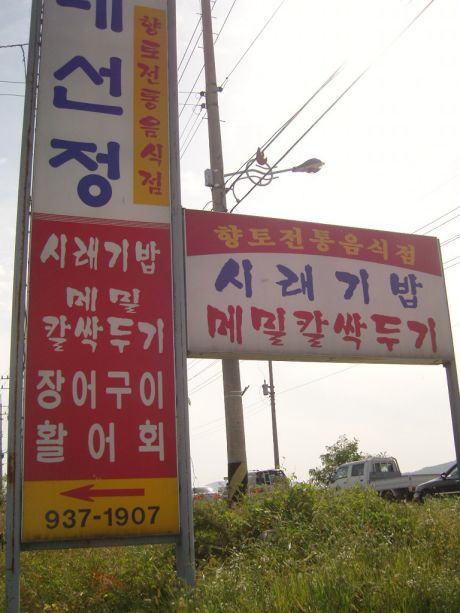 선정
향토전통음식점
시래기밥
메밀
칼싹두기
장어구이
활어회
937-1907
향토전통음식점
시래기밥
메밀칼싹두기